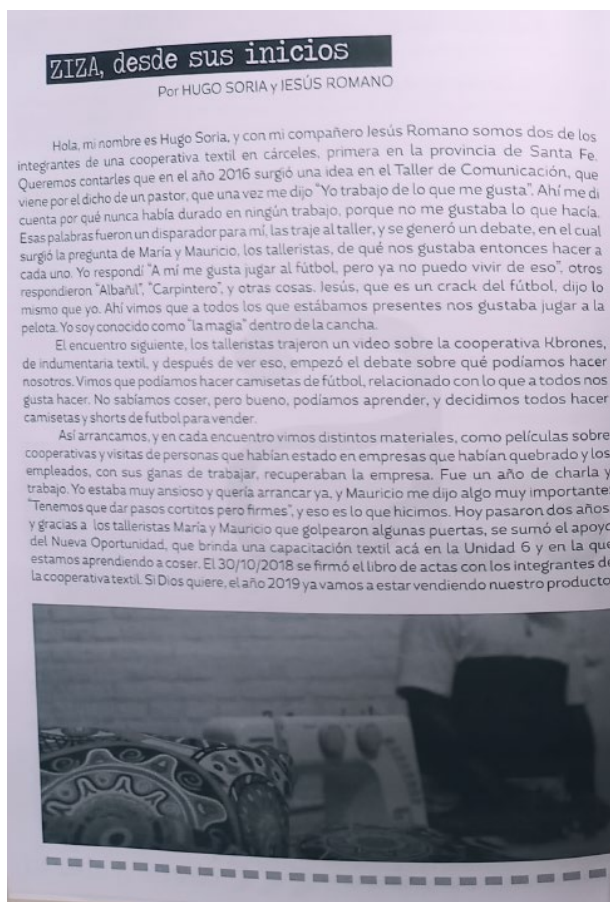 ZIZA, desde sus inicios
Por HUGO SORIA y JESÚS ROMANO
Hola, mi nombre es Hugo Soria, y con mi compañero Jesús Romano somos dos de los
integrantes de una cooperativa textil en cárceles, primera en la provincia de Santa Fe.
Queremos contarles que en el año 2016 surgió una idea en el Taller de Comunicación, que
viene por el dicho de un pastor, que una vez me dijo "Yo trabajo de lo que me gusta". Ahí me di
cuenta por qué nunca había durado en ningún trabajo, porque no me gustaba lo que hacía.
Esas palabras fueron un disparador para mí, las traje al taller, y se generó un debate, en el cual
surgió la pregunta de María y Mauricio, los talleristas, de qué nos gustaba entonces hacer a
cada uno. Yo respondí "A mí me gusta jugar al fútbol, pero ya no puedo vivir de eso", otros
respondieron "Albañil", "Carpintero", y otras cosas. Jesús, que es un crack del fútbol, dijo lo
mismo que yo. Ahí vimos que a todos los que estábamos presentes nos gustaba jugar a la
pelota. Yo soy conocido como "la magia" dentro de la cancha.
El encuentro siguiente, los talleristas trajeron un video sobre la cooperativa Kbrones,
de indumentaria textil, y después de ver eso, empezó el debate sobre qué podíamos hacer
nosotros. Vimos que podíamos hacer camisetas de fútbol, relacionado con lo que a todos nos
gusta hacer. No sabíamos coser, pero bueno, podíamos aprender, y decidimos todos hacer
camisetas y shorts de futbol para vender.
Así arrancamos, y en cada encuentro vimos distintos materiales, como películas sobre
cooperativas y visitas de personas que habían estado en empresas que habían quebrado y los
empleados, con sus ganas de trabajar, recuperaban la empresa. Fue un año de charla y
trabajo. Yo estaba muy ansioso y quería arrancar ya, y Mauricio me dijo algo muy importante
"Tenemos que dar pasos cortitos pero firmes", y eso es lo que hicimos. Hoy pasaron dos años
y gracias a los talleristas María y Mauricio que golpearon algunas puertas, se sumó el apoyo
del Nueva Oportunidad, que brinda una capacitación textil acá en la Unidad 6 y en la que
estamos aprendiendo a coser. El 30/10/2018 se firmó el libro de actas con los integrantes de
la cooperativa textil. Si Dios quiere, el año 2019 ya vamos a estar vendiendo nuestro producto